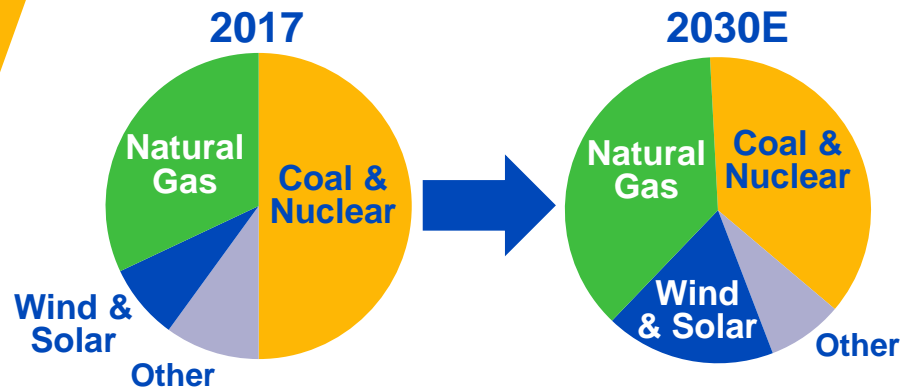 2017
Natural
Gas
Coal &
Nuclear
Wind &
Solar
Other
2030E
Natural
Gas
Coal &
Nuclear
Wind
& Solar
Other